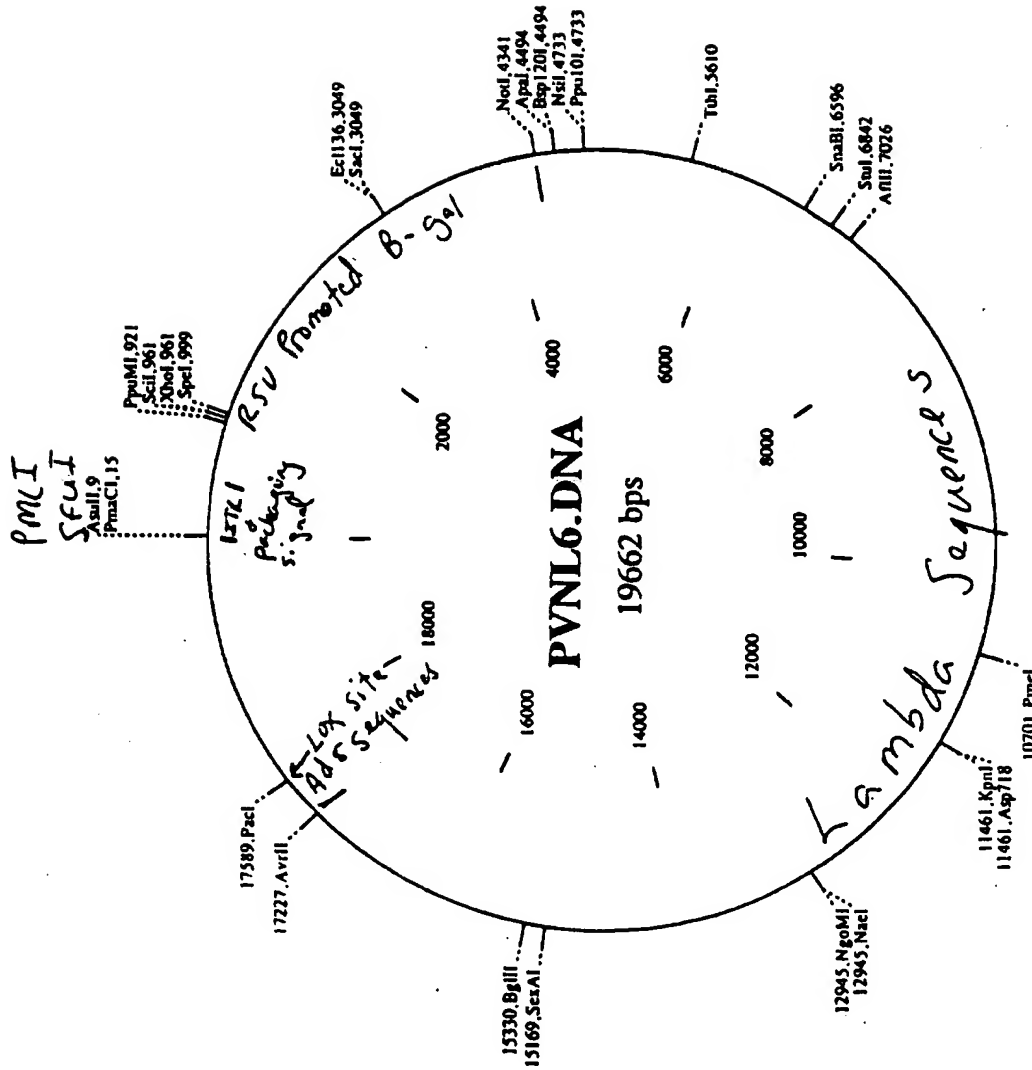 PMLI
SfuI
AsuII,9
PmaCI,15
PpuMI,921
SciI,961
XhoI,961
SpeI,999
Ecl136,3049
SacI,3049
NotI,4341
ApaI,4494
Bsp120I,4494
NsiI,4733
Ppu10I,4733
TthI,5610
SnaBI,6596
StuI,6842
AflII,7026
10701,PmeI
11461,KpnI
11461,Asp718
12945,NgoMI
12945,NaeI
15169,SexAI
15330,BglII
17227,AvrII
17589,PacI
&
Packaging
signal
RSV Promoted B-gal
Lambda Sequences
Lox site
Ad5 Sequences
2000
4000
6000
8000
10000
12000
14000
16000
18000
PVNL6.DNA
19662 bps